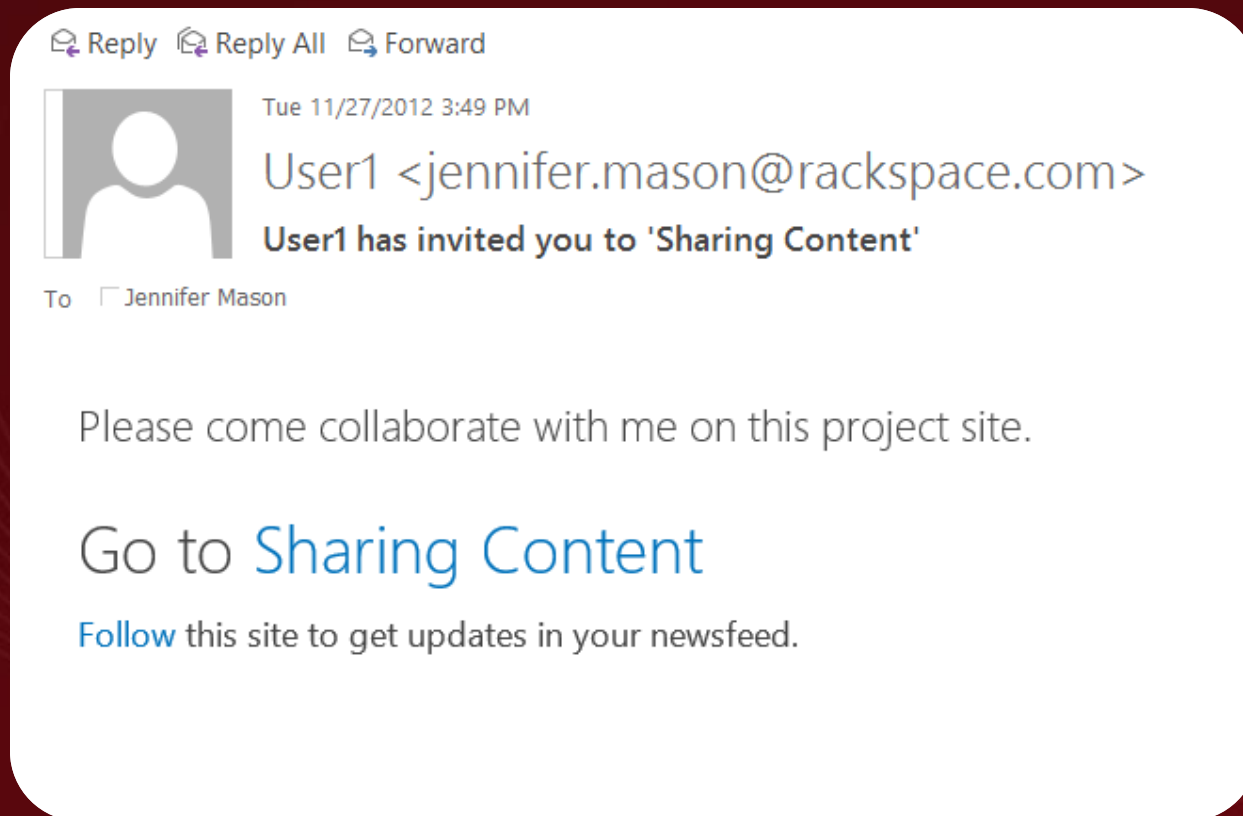 Reply Reply All Forward
Tue 11/27/2012 3:49 PM
User1 <jennifer.mason@rackspace.com>
User1 has invited you to 'Sharing Content'
To Jennifer Mason
Please come collaborate with me on this project site.
Go to Sharing Content
Follow this site to get updates in your newsfeed.